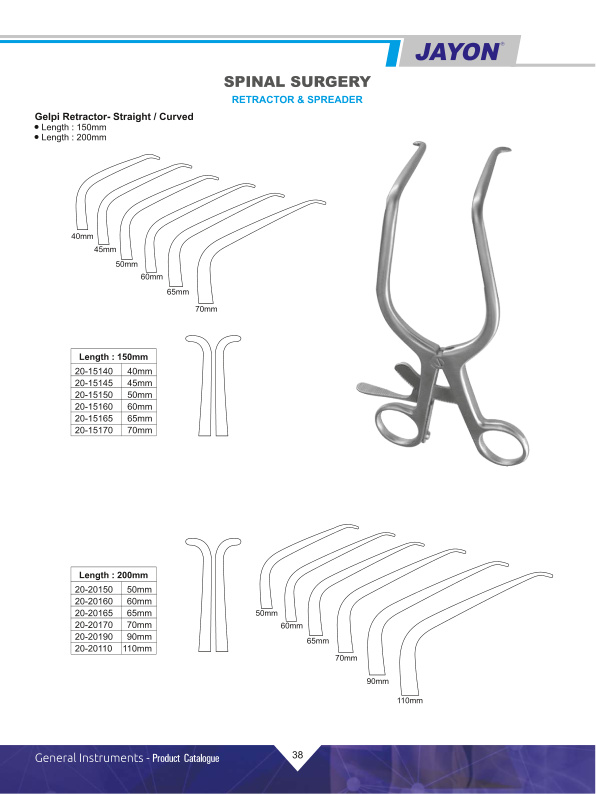 JAYON®
SPINAL SURGERY
RETRACTOR & SPREADER
Gelpi Retractor- Straight / Curved
● Length : 150mm
● Length : 200mm
40mm
45mm
50mm
60mm
65mm
70mm
Length : 150mm
20-15140 40mm
20-15145 45mm
20-15150 50mm
20-15160 60mm
20-15165 65mm
20-15170 70mm
Length : 200mm
20-20150 50mm
20-20160 60mm
20-20165 65mm
20-20170 70mm
20-20190 90mm
20-20110 110mm
50mm
60mm
65mm
70mm
90mm
110mm
General Instruments - Product Catalogue
38